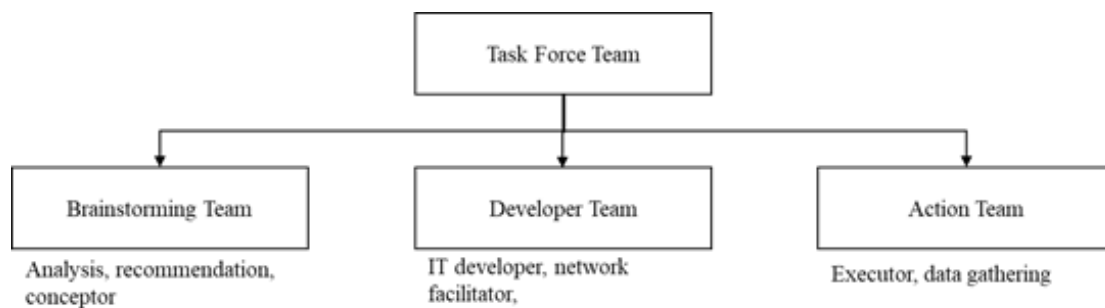 Task Force Team
Brainstorming Team
Developer Team
Action Team
Analysis, recommendation,
conceptor
IT developer, network
facilitator,
Executor, data gathering